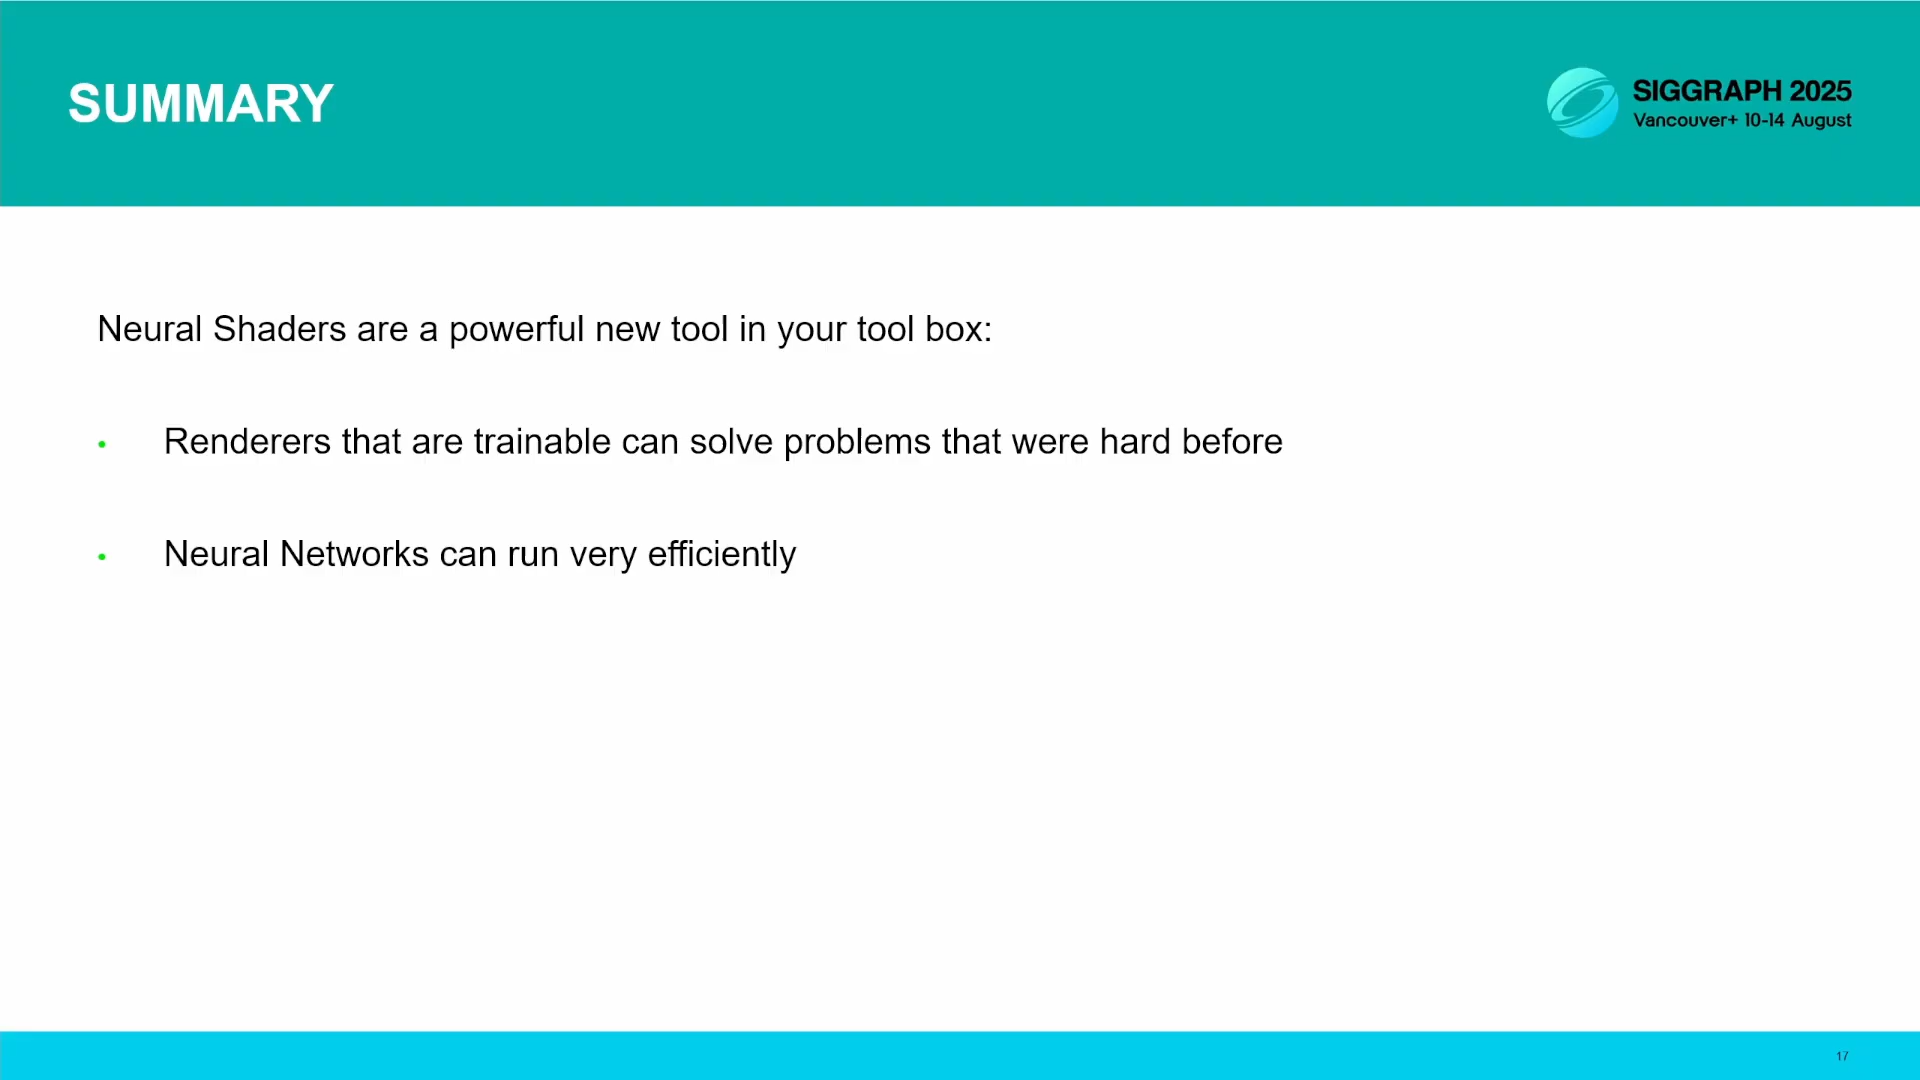 SUMMARY
SIGGRAPH 2025
Vancouver+ 10-14 August
Neural Shaders are a powerful new tool in your tool box:
• Renderers that are trainable can solve problems that were hard before
• Neural Networks can run very efficiently
17